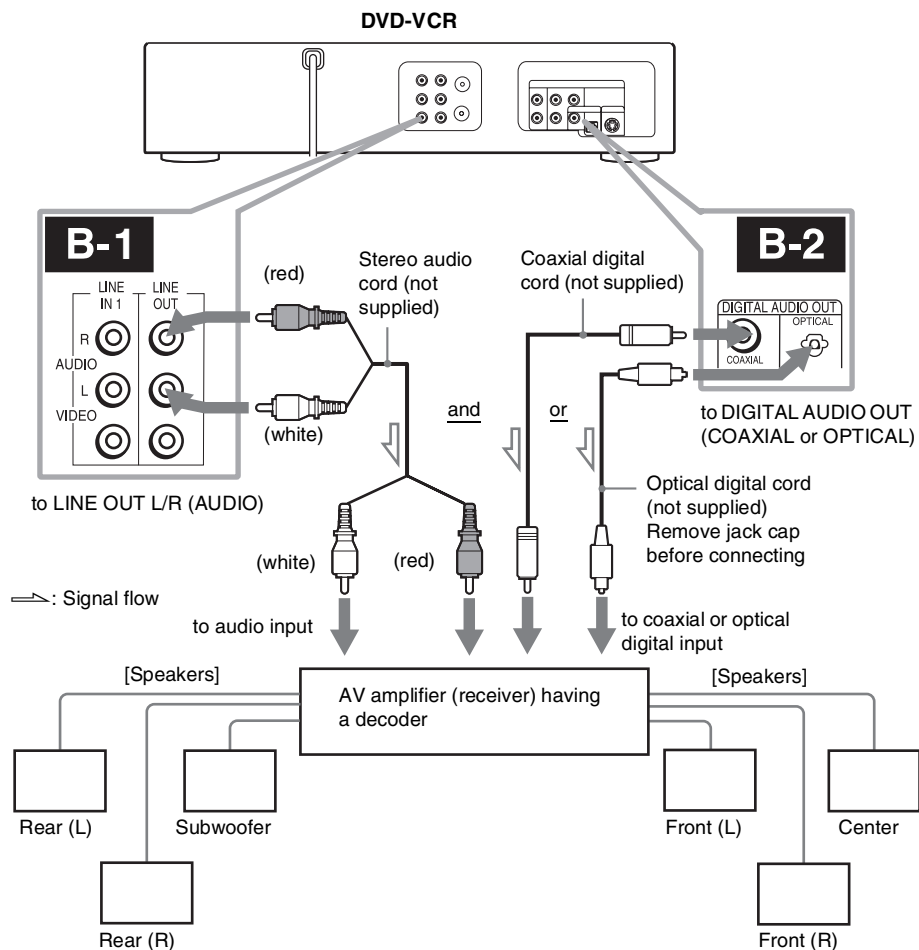 DVD-VCR
B-1
LINE
IN 1
LINE
OUT
R
AUDIO
L
VIDEO
(red)
(white)
Stereo audio
cord (not
supplied)
to LINE OUT L/R (AUDIO)
Coaxial digital
cord (not supplied)
B-2
DIGITAL AUDIO OUT
OPTICAL
COAXIAL
to DIGITAL AUDIO OUT
(COAXIAL or OPTICAL)
and
or
Optical digital cord
(not supplied)
Remove jack cap
before connecting
(white)
(red)
: Signal flow
to audio input
to coaxial or optical
digital input
[Speakers]
[Speakers]
AV amplifier (receiver) having
a decoder
Rear (L)
Subwoofer
Front (L)
Center
Rear (R)
Front (R)